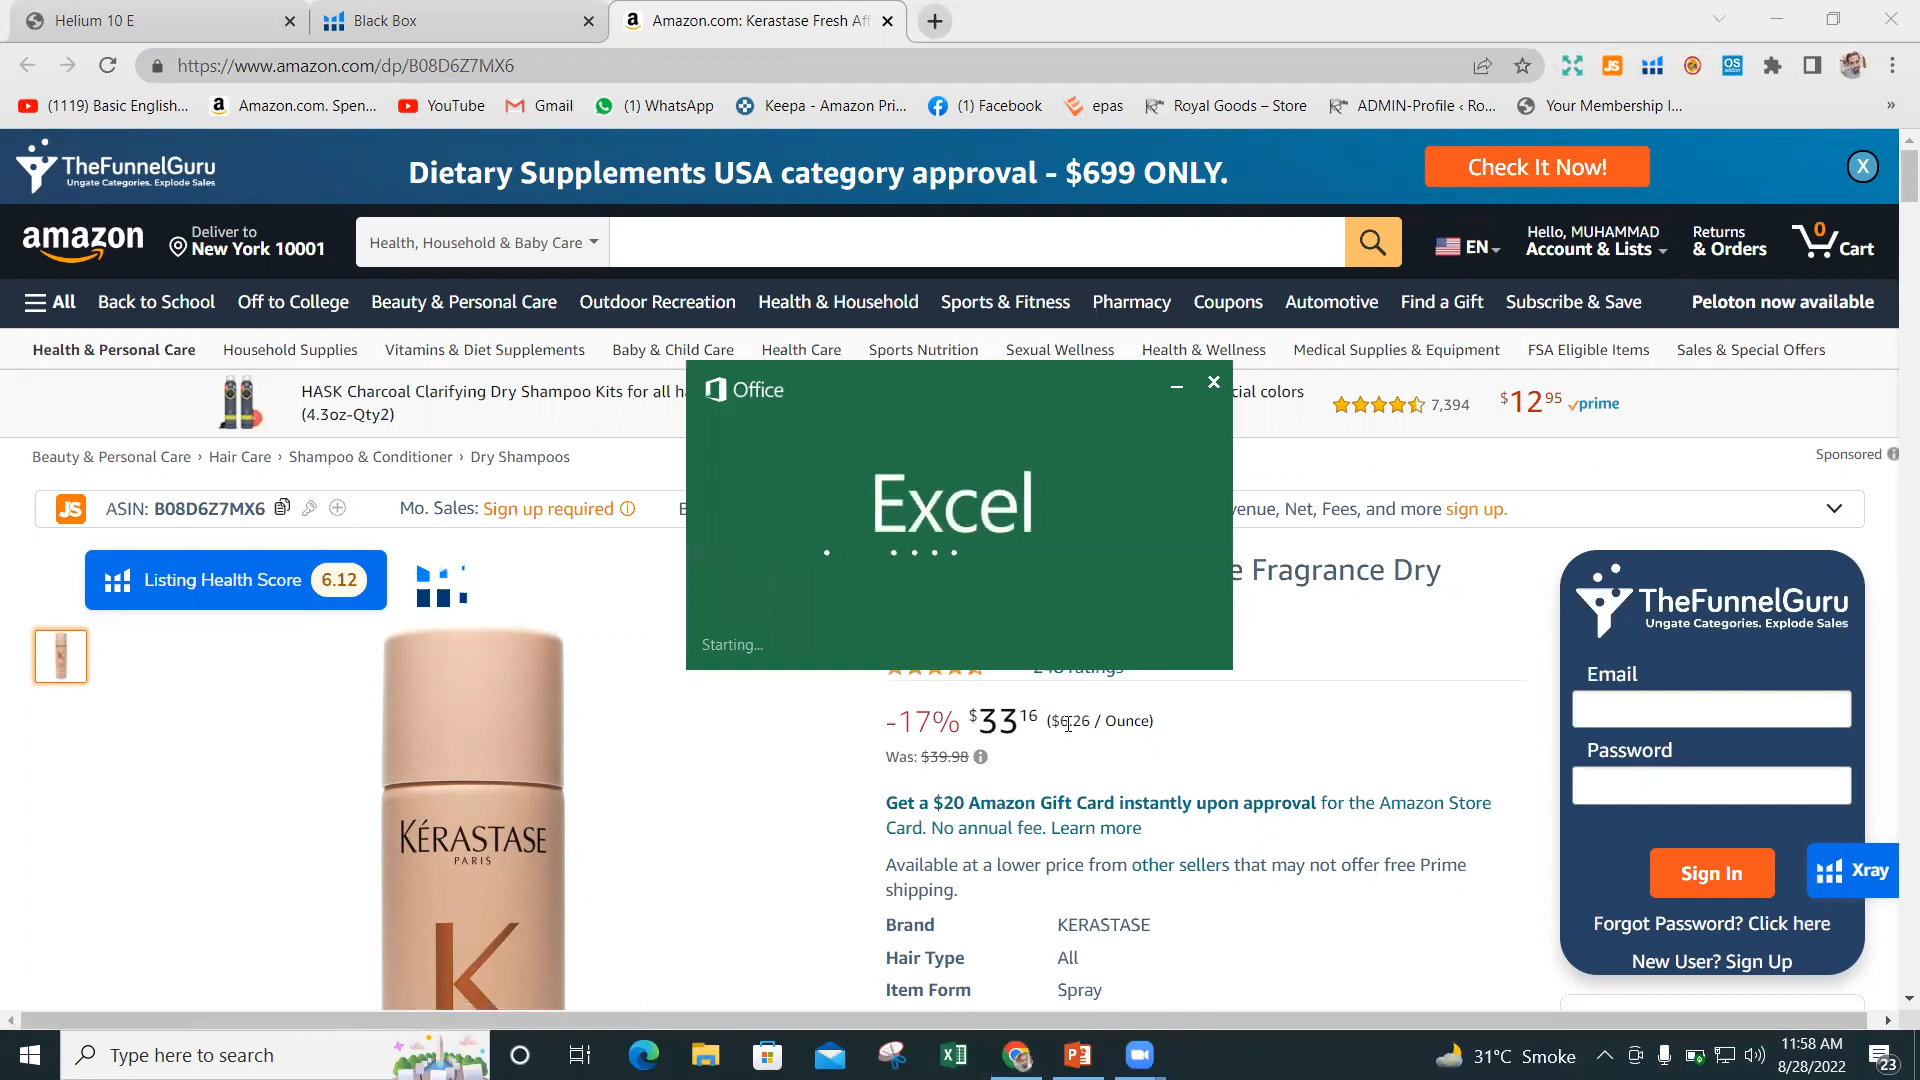 Helium 10 E
Black Box
Amazon.com: Kerastase Fresh Aff
https://www.amazon.com/dp/B08D6Z7MX6
(1119) Basic English...
Amazon.com. Spen...
YouTube
Gmail
(1) WhatsApp
Keepa - Amazon Pri...
(1) Facebook
epas
Royal Goods – Store
ADMIN-Profile ‹ Ro...
Your Membership I...
»
TheFunnelGuru
Ungate Categories. Explode Sales
Dietary Supplements USA category approval - $699 ONLY.
Check It Now!
X
amazon
Deliver to
New York 10001
Health, Household & Baby Care
EN
Hello, MUHAMMAD
Account & Lists
Returns
& Orders
0
Cart
All
Back to School
Off to College
Beauty & Personal Care
Outdoor Recreation
Health & Household
Sports & Fitness
Pharmacy
Coupons
Automotive
Find a Gift
Subscribe & Save
Peloton now available
Health & Personal Care
Household Supplies
Vitamins & Diet Supplements
Baby & Child Care
Health Care
Sports Nutrition
Sexual Wellness
Health & Wellness
Medical Supplies & Equipment
FSA Eligible Items
Sales & Special Offers
HASK Charcoal Clarifying Dry Shampoo Kits for all ha
cial colors
(4.3oz-Qty2)
7,394
$12 95
prime
Beauty & Personal Care › Hair Care › Shampoo & Conditioner › Dry Shampoos
Sponsored
JS
ASIN: B08D6Z7MX6
Mo. Sales: Sign up required
venue, Net, Fees, and more sign up.
Office
Excel
Starting...
Listing Health Score 6.12
e Fragrance Dry
248 ratings
-17% $33 16 ($6.26 / Ounce)
Was: $39.98
Get a $20 Amazon Gift Card instantly upon approval for the Amazon Store
Card. No annual fee. Learn more
Available at a lower price from other sellers that may not offer free Prime
shipping.
Brand KERASTASE
Hair Type All
Item Form Spray
KÉRASTASE
PARIS
K
TheFunnelGuru
Ungate Categories. Explode Sales
Email
Password
Sign In
Xray
Forgot Password? Click here
New User? Sign Up
Type here to search
31°C Smoke
11:58 AM
8/28/2022
23